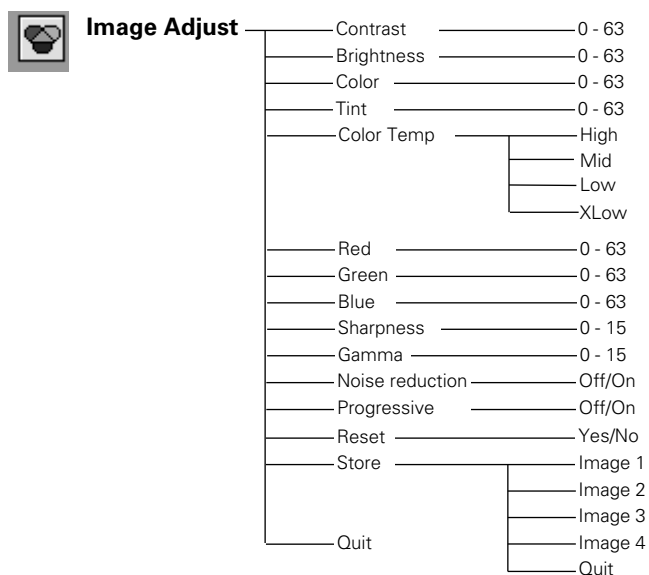 Image Adjust Contrast 0 - 63
Brightness 0 - 63
Color 0 - 63
Tint 0 - 63
Color Temp High
Mid
Low
XLow
Red 0 - 63
Green 0 - 63
Blue 0 - 63
Sharpness 0 - 15
Gamma 0 - 15
Noise reduction Off/On
Progressive Off/On
Reset Yes/No
Store Image 1
Image 2
Image 3
Quit Image 4
Quit